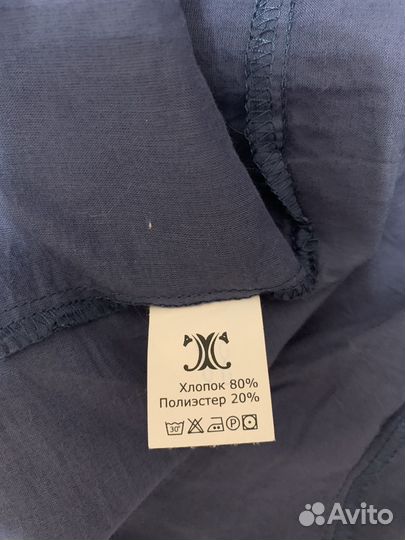 Хлопок 80%
Полиэстер 20%
30°
P
Avito